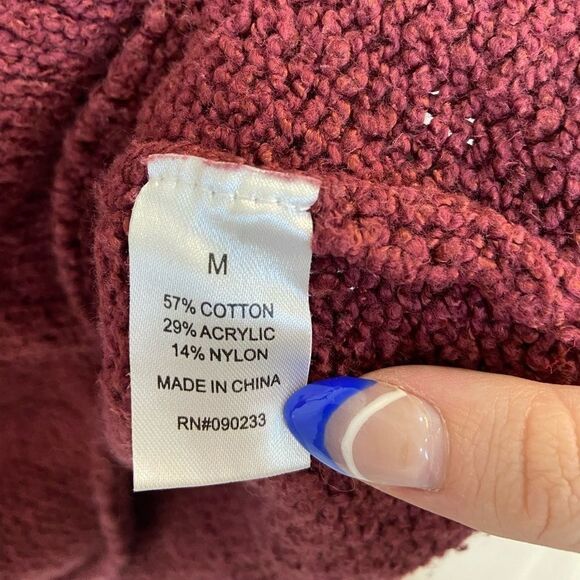 M
57% COTTON
29% ACRYLIC
14% NYLON
MADE IN CHINA
RN#090233